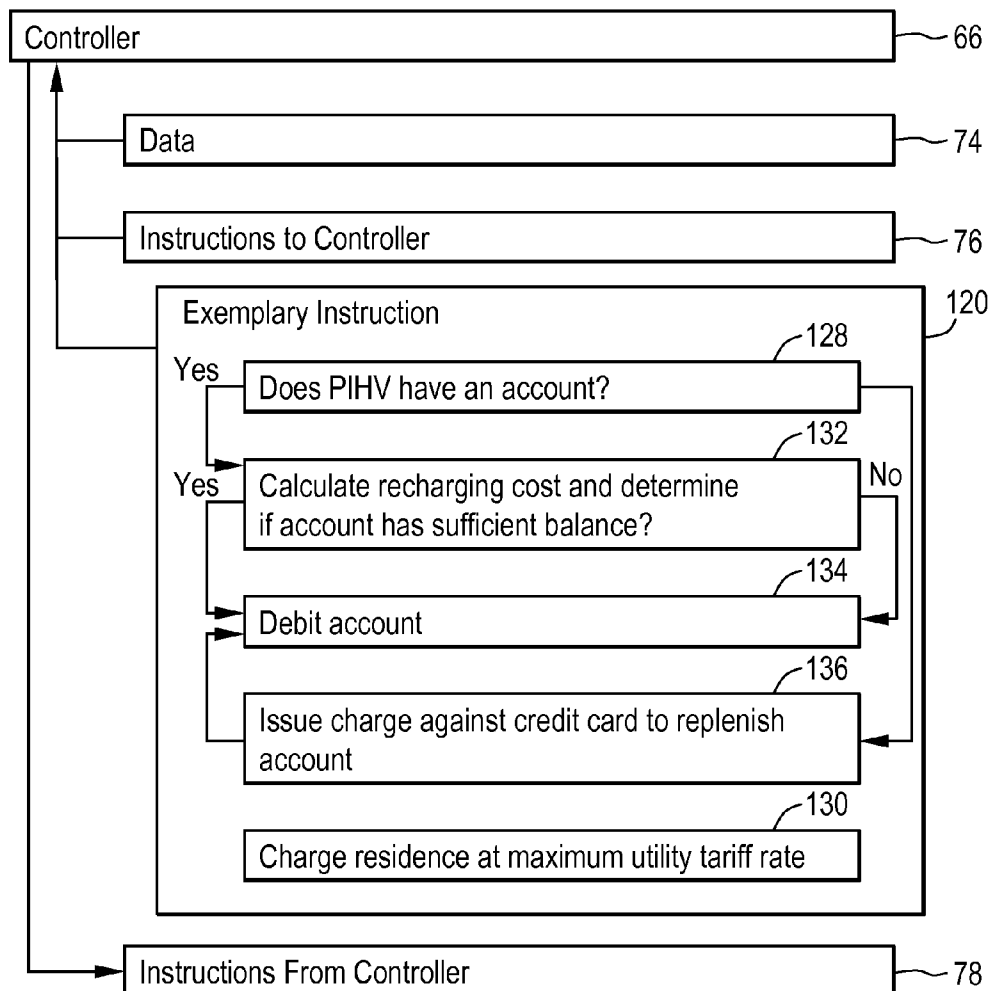 Controller
66
Data
74
Instructions to Controller
76
120
Exemplary Instruction
128
Yes
Does PIHV have an account?
132
Yes
Calculate recharging cost and determine
if account has sufficient balance?
No
134
Debit account
136
Issue charge against credit card to replenish
account
130
Charge residence at maximum utility tariff rate
Instructions From Controller
78